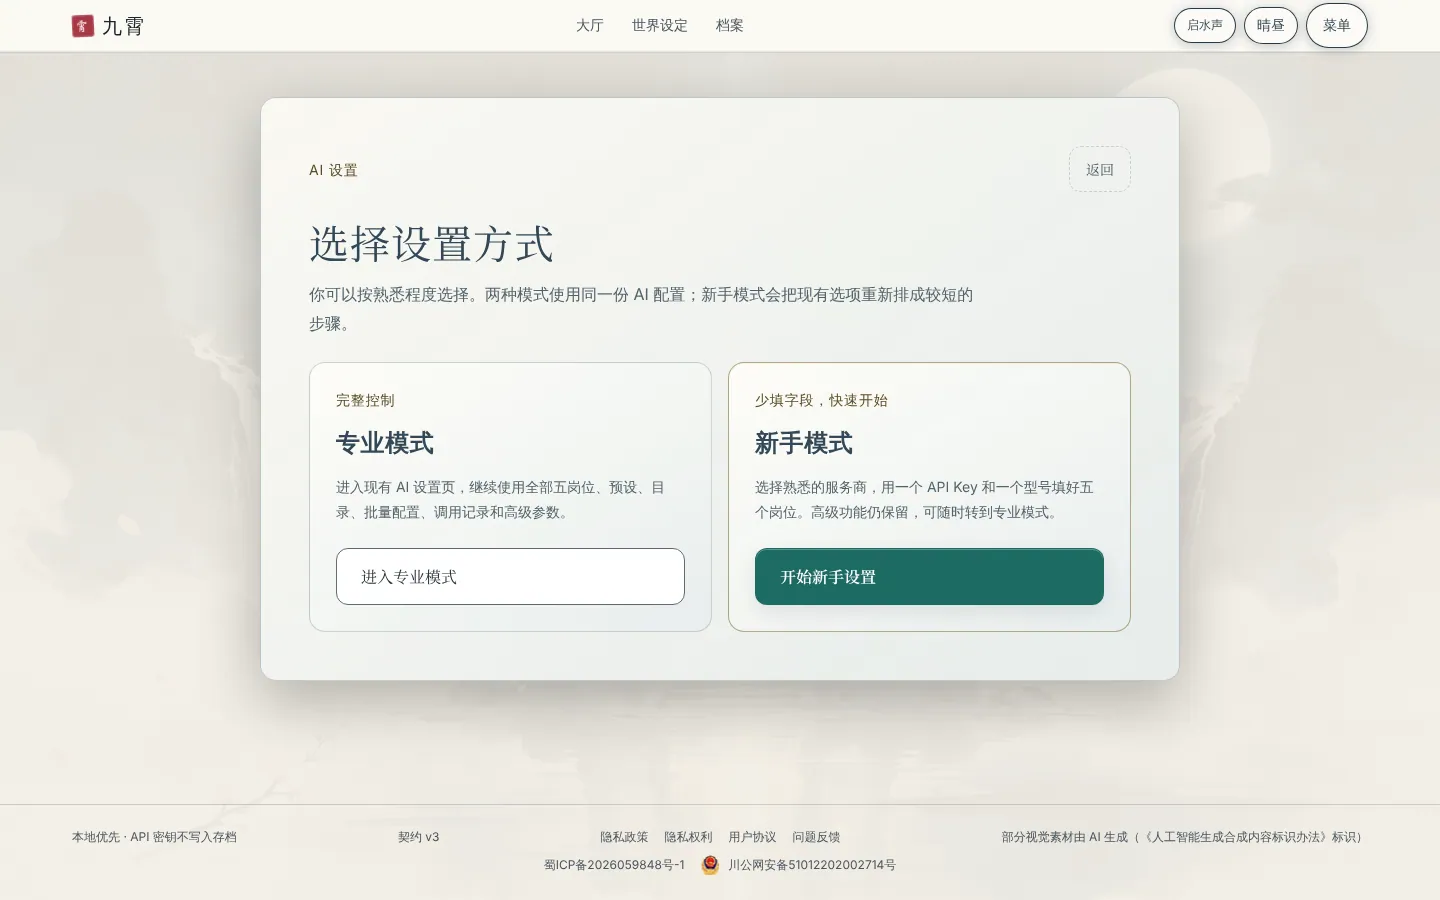 霄 九霄
大厅 世界设定 档案
启水声 晴昼 菜单
AI 设置
返回
选择设置方式
你可以按熟悉程度选择。两种模式使用同一份 AI 配置；新手模式会把现有选项重新排成较短的
步骤。
完整控制
专业模式
进入现有 AI 设置页，继续使用全部五岗位、预设、目
录、批量配置、调用记录和高级参数。
进入专业模式
少填字段，快速开始
新手模式
选择熟悉的服务商，用一个 API Key 和一个型号填好五
个岗位。高级功能仍保留，可随时转到专业模式。
开始新手设置
本地优先 · API 密钥不写入存档
契约 v3
隐私政策 隐私权利 用户协议 问题反馈
蜀ICP备2026059848号-1 川公网安备51012202002714号
部分视觉素材由 AI 生成（《人工智能生成合成内容标识办法》标识）